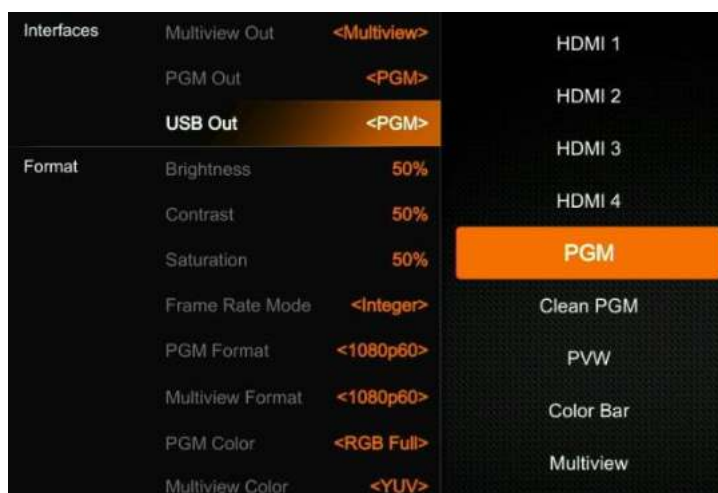 Interfaces Multiview Out <Multiview>
PGM Out <PGM>
USB Out <PGM>
Format Brightness 50%
Contrast 50%
Saturation 50%
Frame Rate Mode <Integer>
PGM Format <1080p60>
Multiview Format <1080p60>
PGM Color <RGB Full>
Multiview Color <YUV>
HDMI 1
HDMI 2
HDMI 3
HDMI 4
PGM
Clean PGM
PVW
Color Bar
Multiview